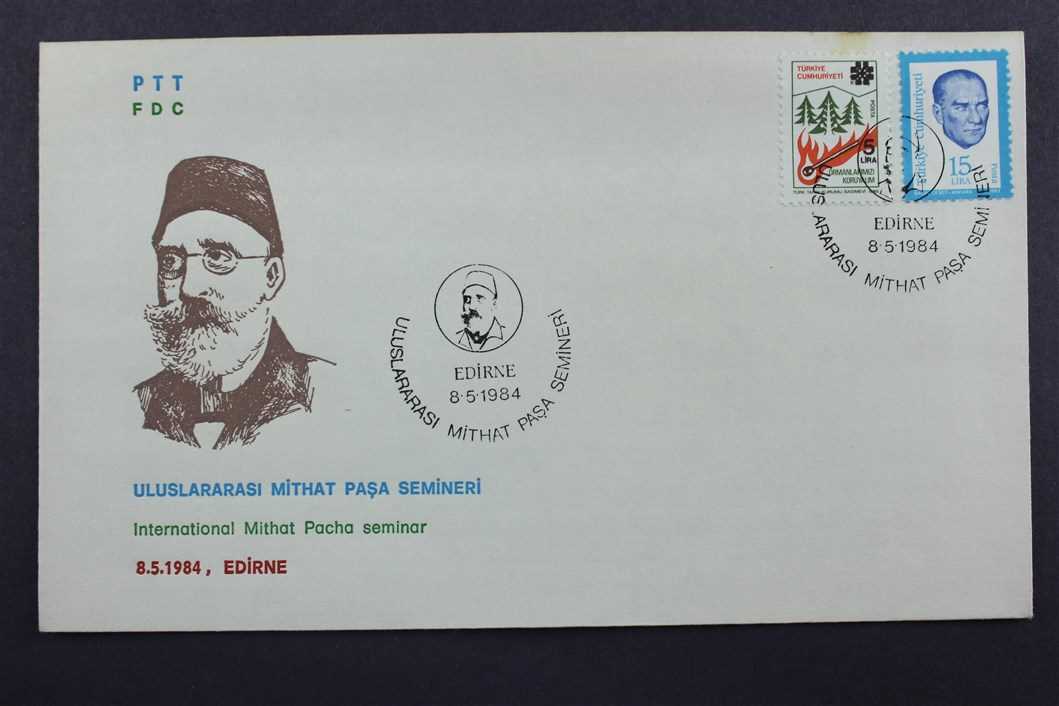 PTT
FDC
TÜRKİYE
CUMHURİYETİ
POSTA
5
LİRA
ORMANLARIMIZI
KORUYALIM
Türkiye Cumhuriyeti
15
LİRA
Posta
EDİRNE
8·5·1984
ULUSLARARASI MİTHAT PAŞA SEMİNERİ
EDİRNE
8·5·1984
ULUSLARARASI MİTHAT PAŞA SEMİNERİ
ULUSLARARASI MİTHAT PAŞA SEMİNERİ
International Mithat Pacha seminar
8.5.1984, EDİRNE